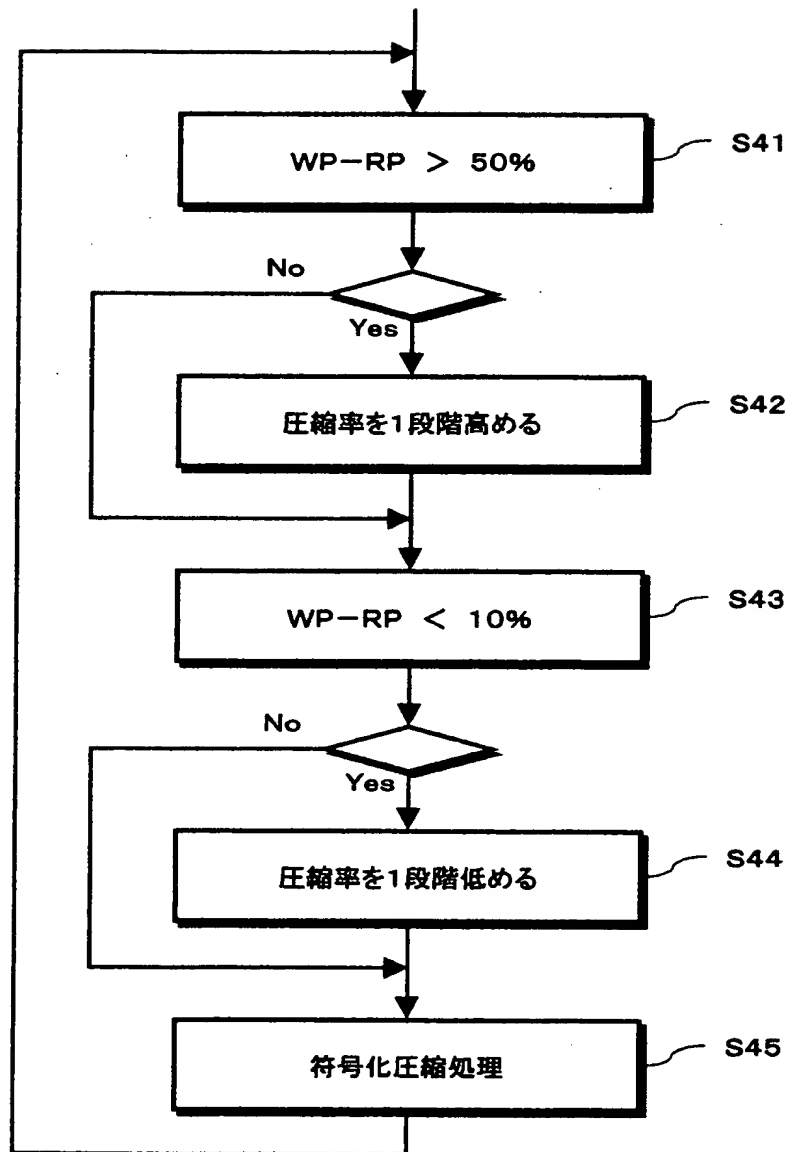 WP−RP > 50%
S41
No
Yes
圧縮率を1段階高める
S42
WP−RP < 10%
S43
No
Yes
圧縮率を1段階低める
S44
符号化圧縮処理
S45